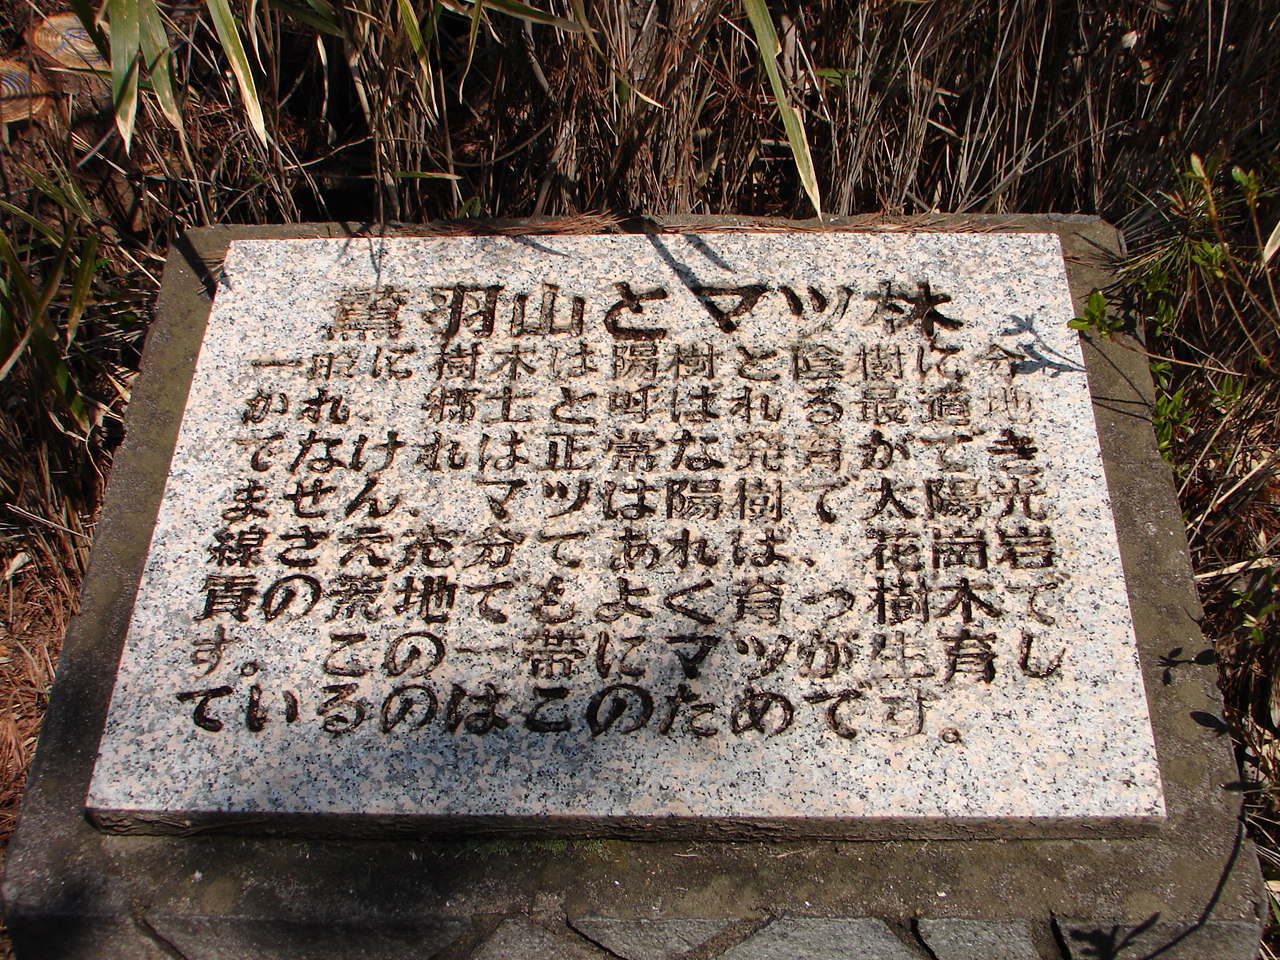 鷲羽山とマツ林
一般に樹木は陽樹と陰樹に分
かれ、郷土と呼ばれる最適地
でなければ正常な発育ができ
ません。マツは陽樹で太陽光
線さえ充分であれば、花崗岩
質の荒地でもよく育つ樹木で
す。この一帯にマツが生育し
ているのはこのためです。